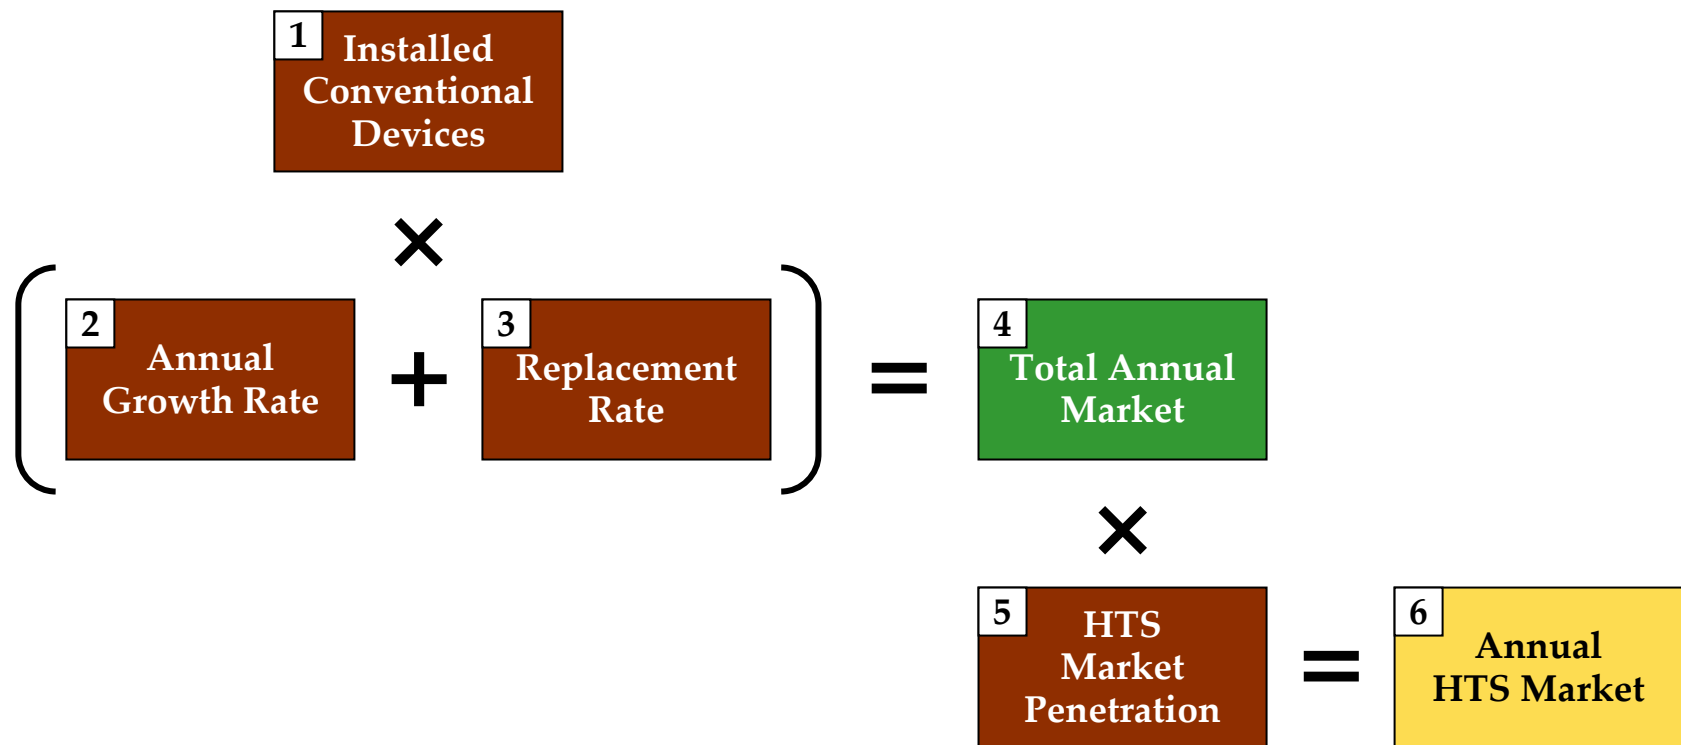 1
Installed
Conventional
Devices
×
(
2
Annual
Growth Rate
+
3
Replacement
Rate
)
=
4
Total Annual
Market
×
5
HTS
Market
Penetration
=
6
Annual
HTS Market